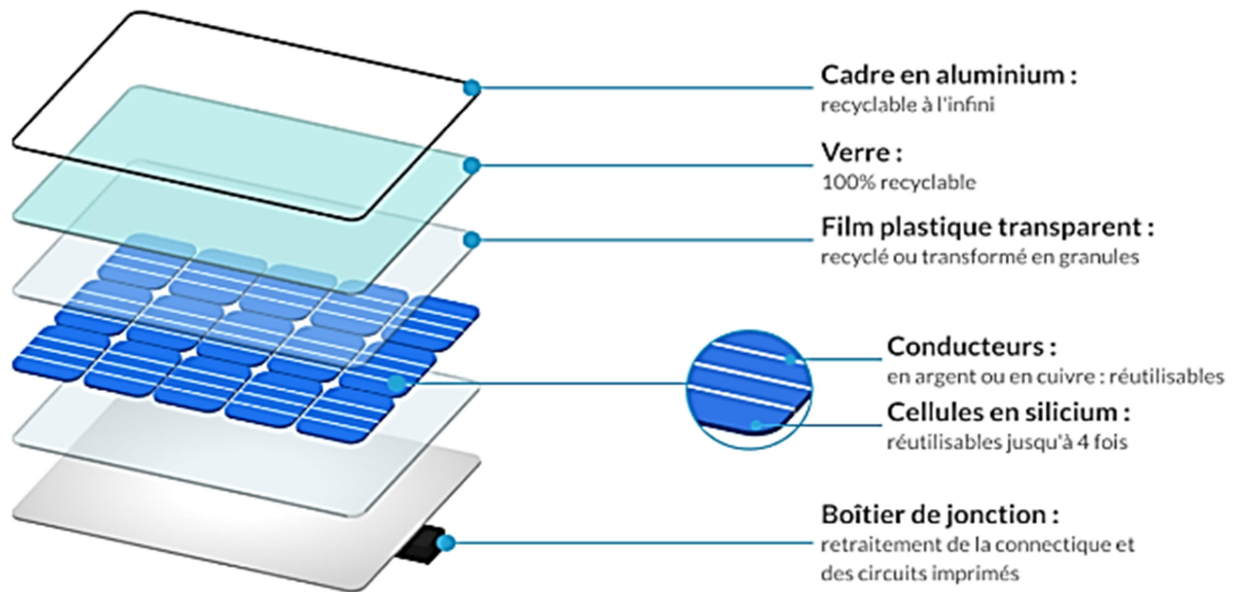 Cadre en aluminium :
recyclable à l'infini
Verre :
100% recyclable
Film plastique transparent :
recyclé ou transformé en granules
Conducteurs :
en argent ou en cuivre : réutilisables
Cellules en silicium :
réutilisables jusqu'à 4 fois
Boîtier de jonction :
retraitement de la connectique et
des circuits imprimés